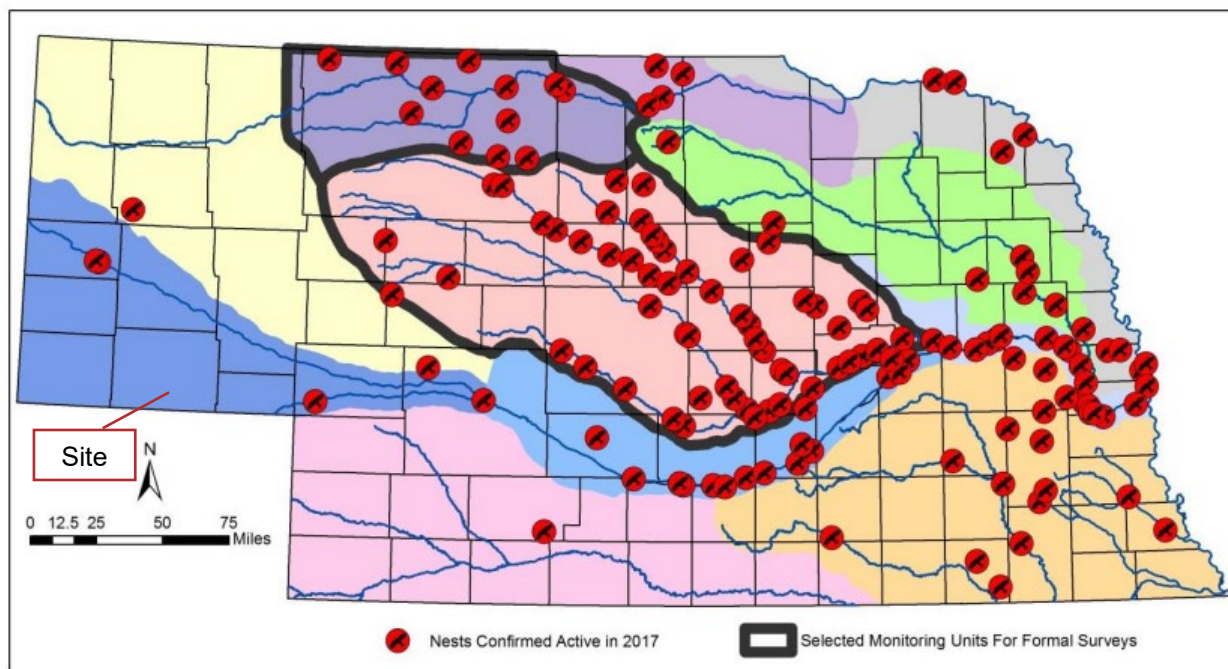 Site
N
0 12.5 25 50 75
Miles
Nests Confirmed Active in 2017
Selected Monitoring Units For Formal Surveys